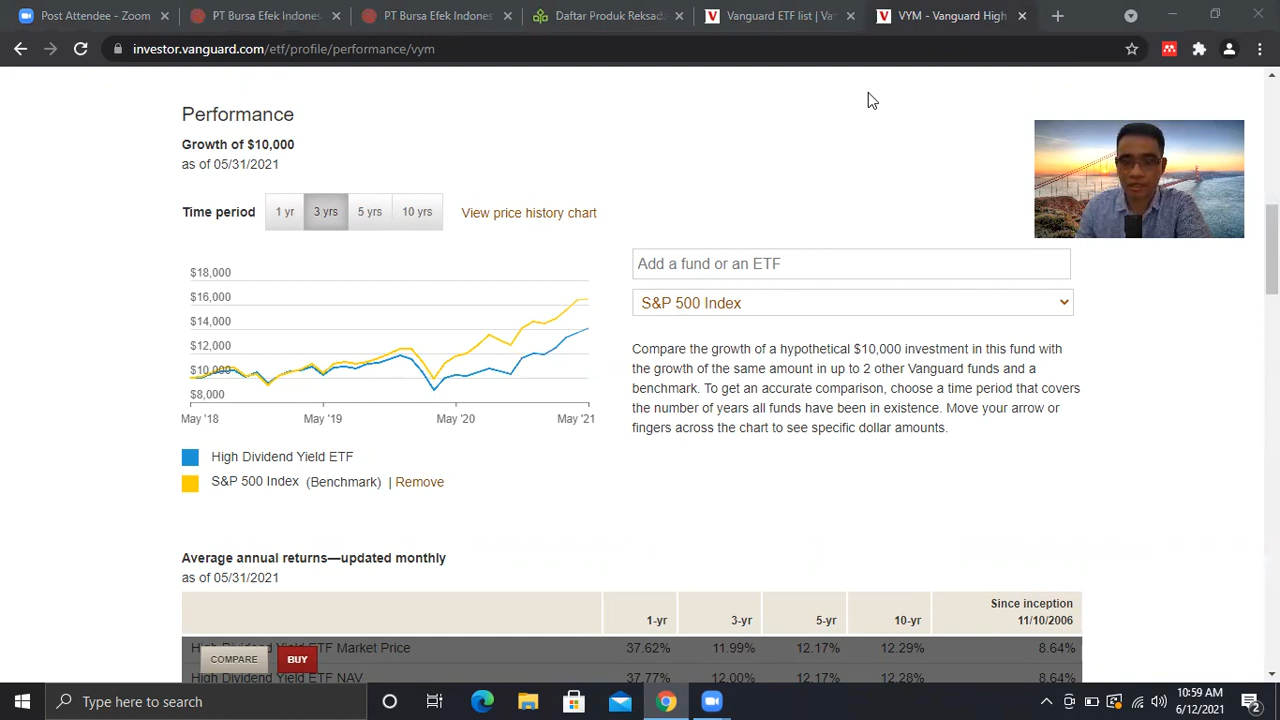 Post Attendee - Zoom
PT Bursa Efek Indones
PT Bursa Efek Indones
Daftar Produk Reksad
Vanguard ETF list | Va
VYM - Vanguard High
investor.vanguard.com/etf/profile/performance/vym
Performance
Growth of $10,000
as of 05/31/2021
Time period
1 yr
3 yrs
5 yrs
10 yrs
View price history chart
Add a fund or an ETF
S&P 500 Index
$18,000
$16,000
$14,000
$12,000
$10,000
$8,000
May '18
May '19
May '20
May '21
Compare the growth of a hypothetical $10,000 investment in this fund with
the growth of the same amount in up to 2 other Vanguard funds and a
benchmark. To get an accurate comparison, choose a time period that covers
the number of years all funds have been in existence. Move your arrow or
fingers across the chart to see specific dollar amounts.
High Dividend Yield ETF
S&P 500 Index (Benchmark) | Remove
Average annual returns—updated monthly
as of 05/31/2021
Since inception
1-yr 3-yr 5-yr 10-yr 11/10/2006
High Dividend Yield ETF Market Price 37.62% 11.99% 12.17% 12.29% 8.64%
COMPARE
BUY
High Dividend Yield ETF NAV 37.77% 12.00% 12.17% 12.28% 8.64%
Type here to search
10:59 AM
6/12/2021
2